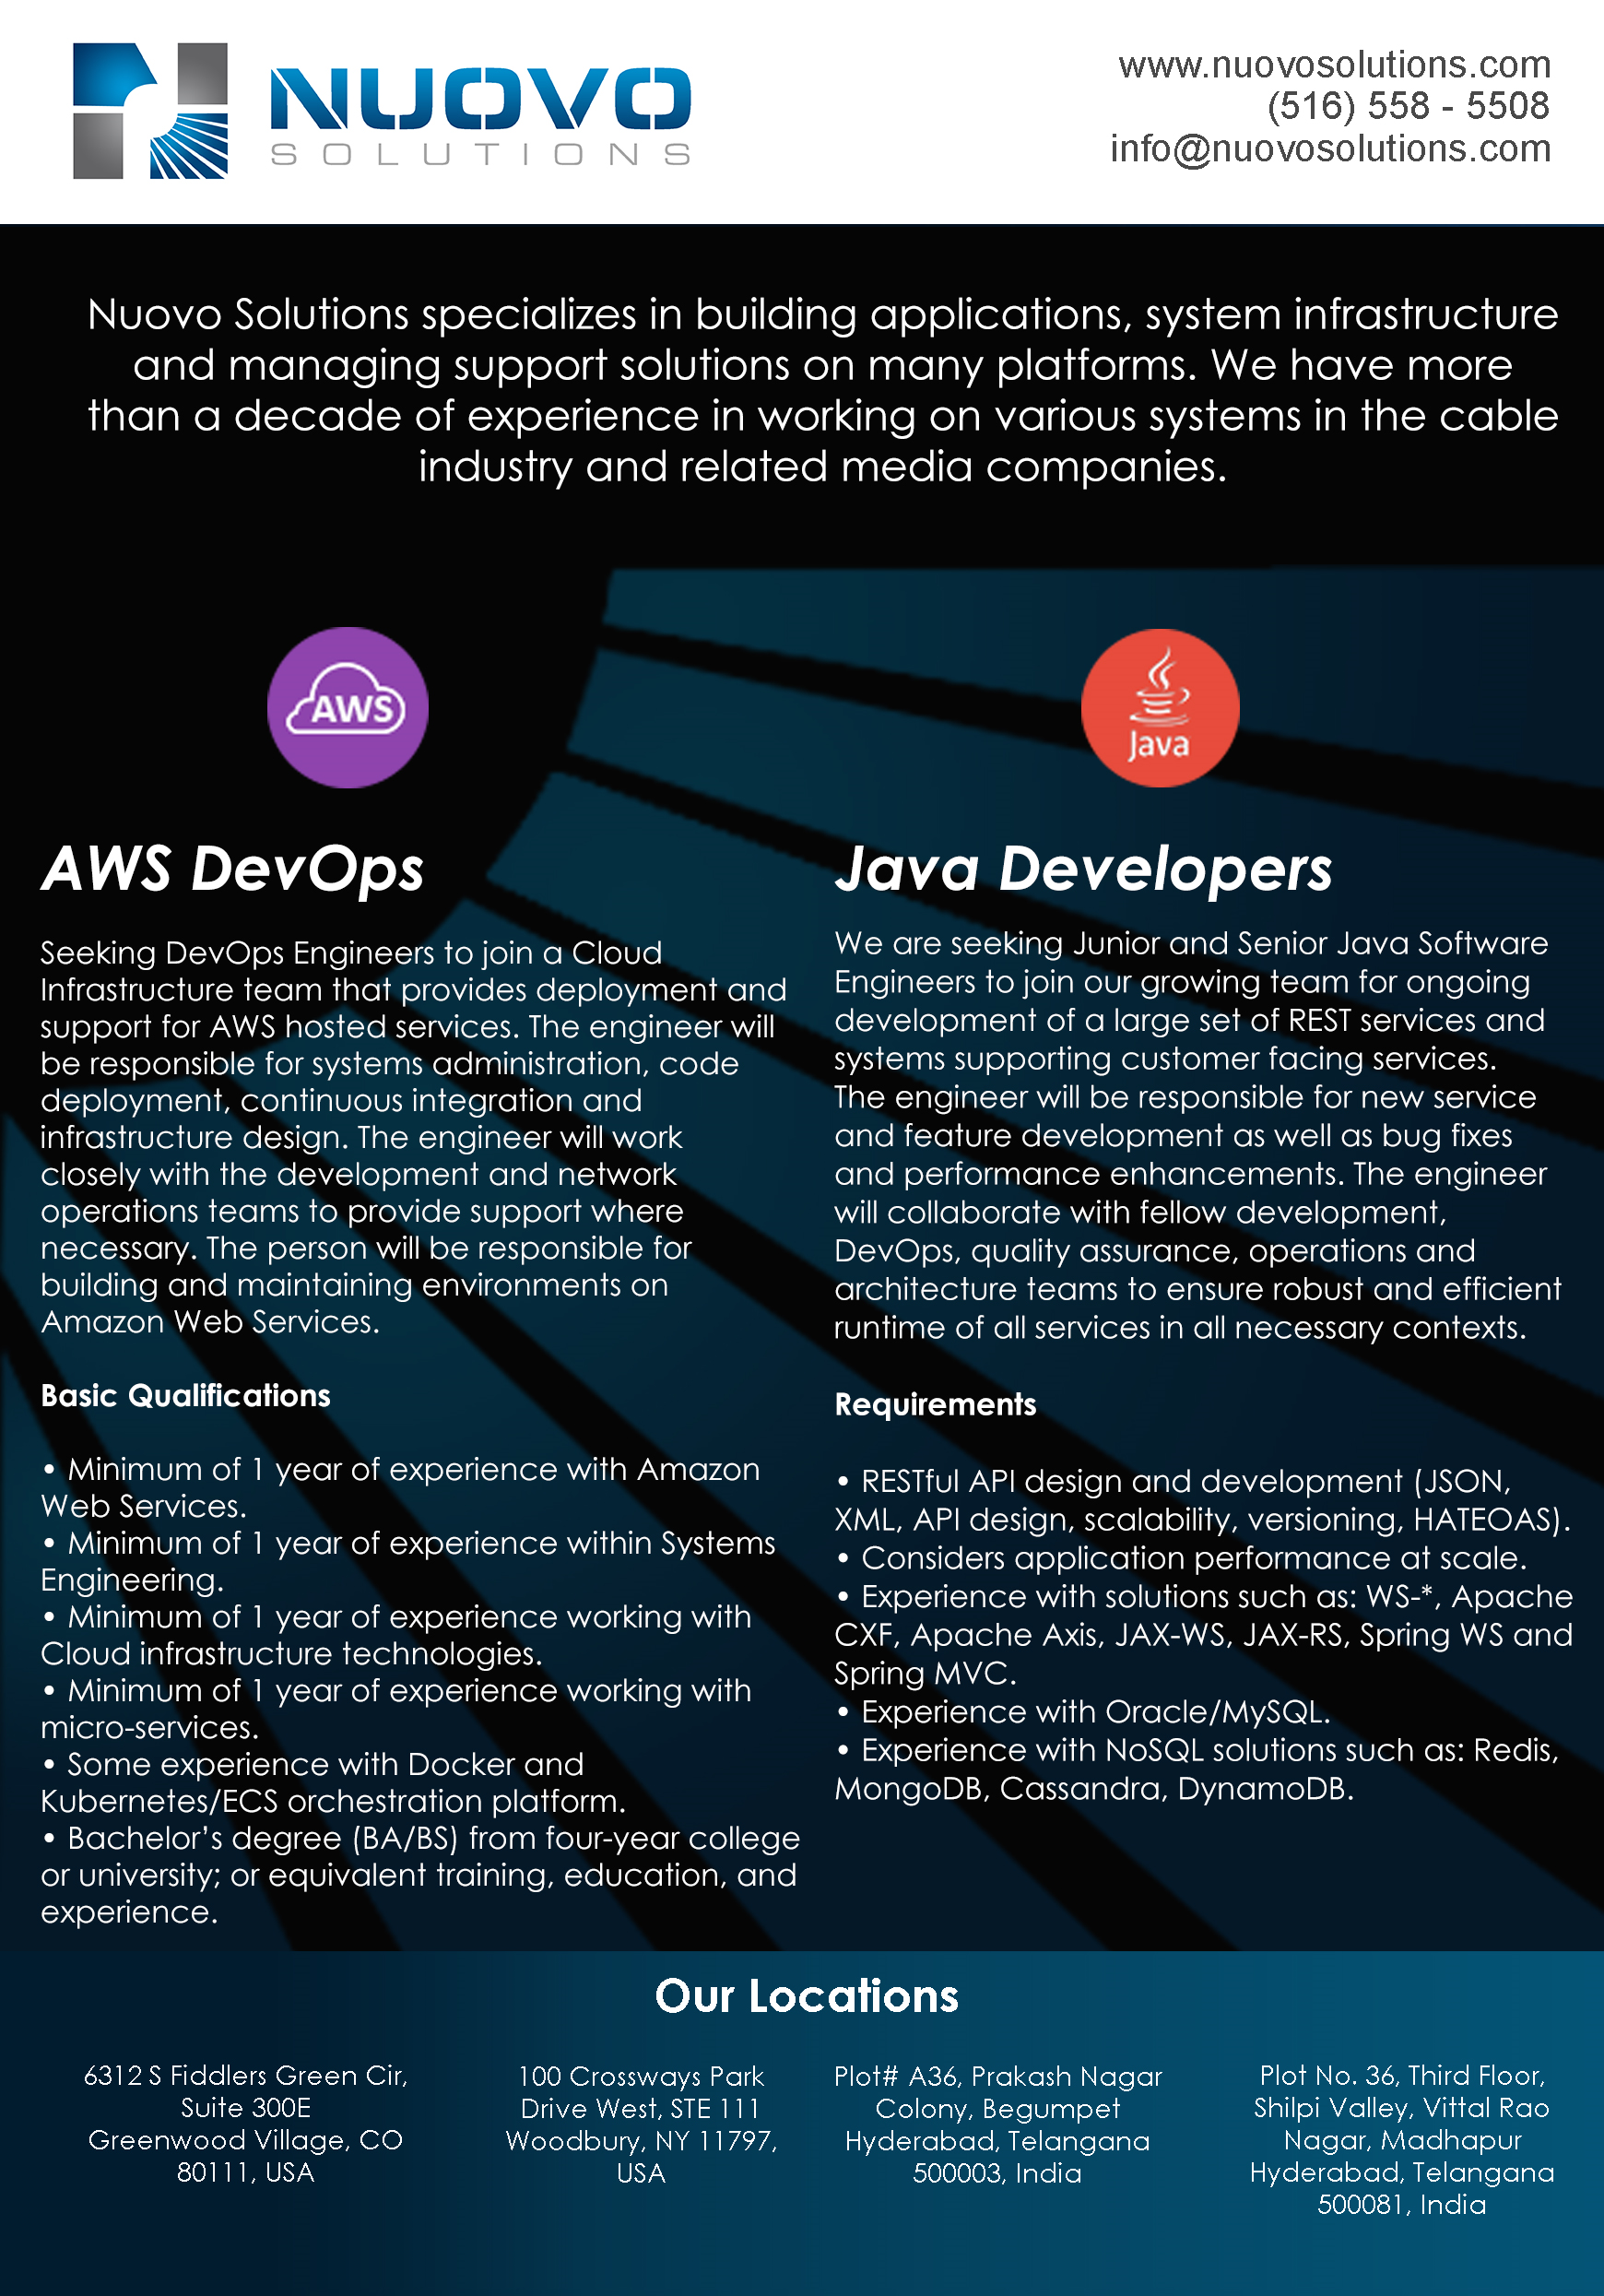 NUOVO
SOLUTIONS
www.nuovosolutions.com
(516) 558 - 5508
info@nuovosolutions.com
Nuovo Solutions specializes in building applications, system infrastructure
and managing support solutions on many platforms. We have more
than a decade of experience in working on various systems in the cable
industry and related media companies.
AWS
AWS DevOps
Seeking DevOps Engineers to join a Cloud
Infrastructure team that provides deployment and
support for AWS hosted services. The engineer will
be responsible for systems administration, code
deployment, continuous integration and
infrastructure design. The engineer will work
closely with the development and network
operations teams to provide support where
necessary. The person will be responsible for
building and maintaining environments on
Amazon Web Services.
Basic Qualifications
• Minimum of 1 year of experience with Amazon
Web Services.
• Minimum of 1 year of experience within Systems
Engineering.
• Minimum of 1 year of experience working with
Cloud infrastructure technologies.
• Minimum of 1 year of experience working with
micro-services.
• Some experience with Docker and
Kubernetes/ECS orchestration platform.
• Bachelor’s degree (BA/BS) from four-year college
or university; or equivalent training, education, and
experience.
Java
Java Developers
We are seeking Junior and Senior Java Software
Engineers to join our growing team for ongoing
development of a large set of REST services and
systems supporting customer facing services.
The engineer will be responsible for new service
and feature development as well as bug fixes
and performance enhancements. The engineer
will collaborate with fellow development,
DevOps, quality assurance, operations and
architecture teams to ensure robust and efficient
runtime of all services in all necessary contexts.
Requirements
• RESTful API design and development (JSON,
XML, API design, scalability, versioning, HATEOAS).
• Considers application performance at scale.
• Experience with solutions such as: WS-*, Apache
CXF, Apache Axis, JAX-WS, JAX-RS, Spring WS and
Spring MVC.
• Experience with Oracle/MySQL.
• Experience with NoSQL solutions such as: Redis,
MongoDB, Cassandra, DynamoDB.
Our Locations
6312 S Fiddlers Green Cir,
Suite 300E
Greenwood Village, CO
80111, USA
100 Crossways Park
Drive West, STE 111
Woodbury, NY 11797,
USA
Plot# A36, Prakash Nagar
Colony, Begumpet
Hyderabad, Telangana
500003, India
Plot No. 36, Third Floor,
Shilpi Valley, Vittal Rao
Nagar, Madhapur
Hyderabad, Telangana
500081, India